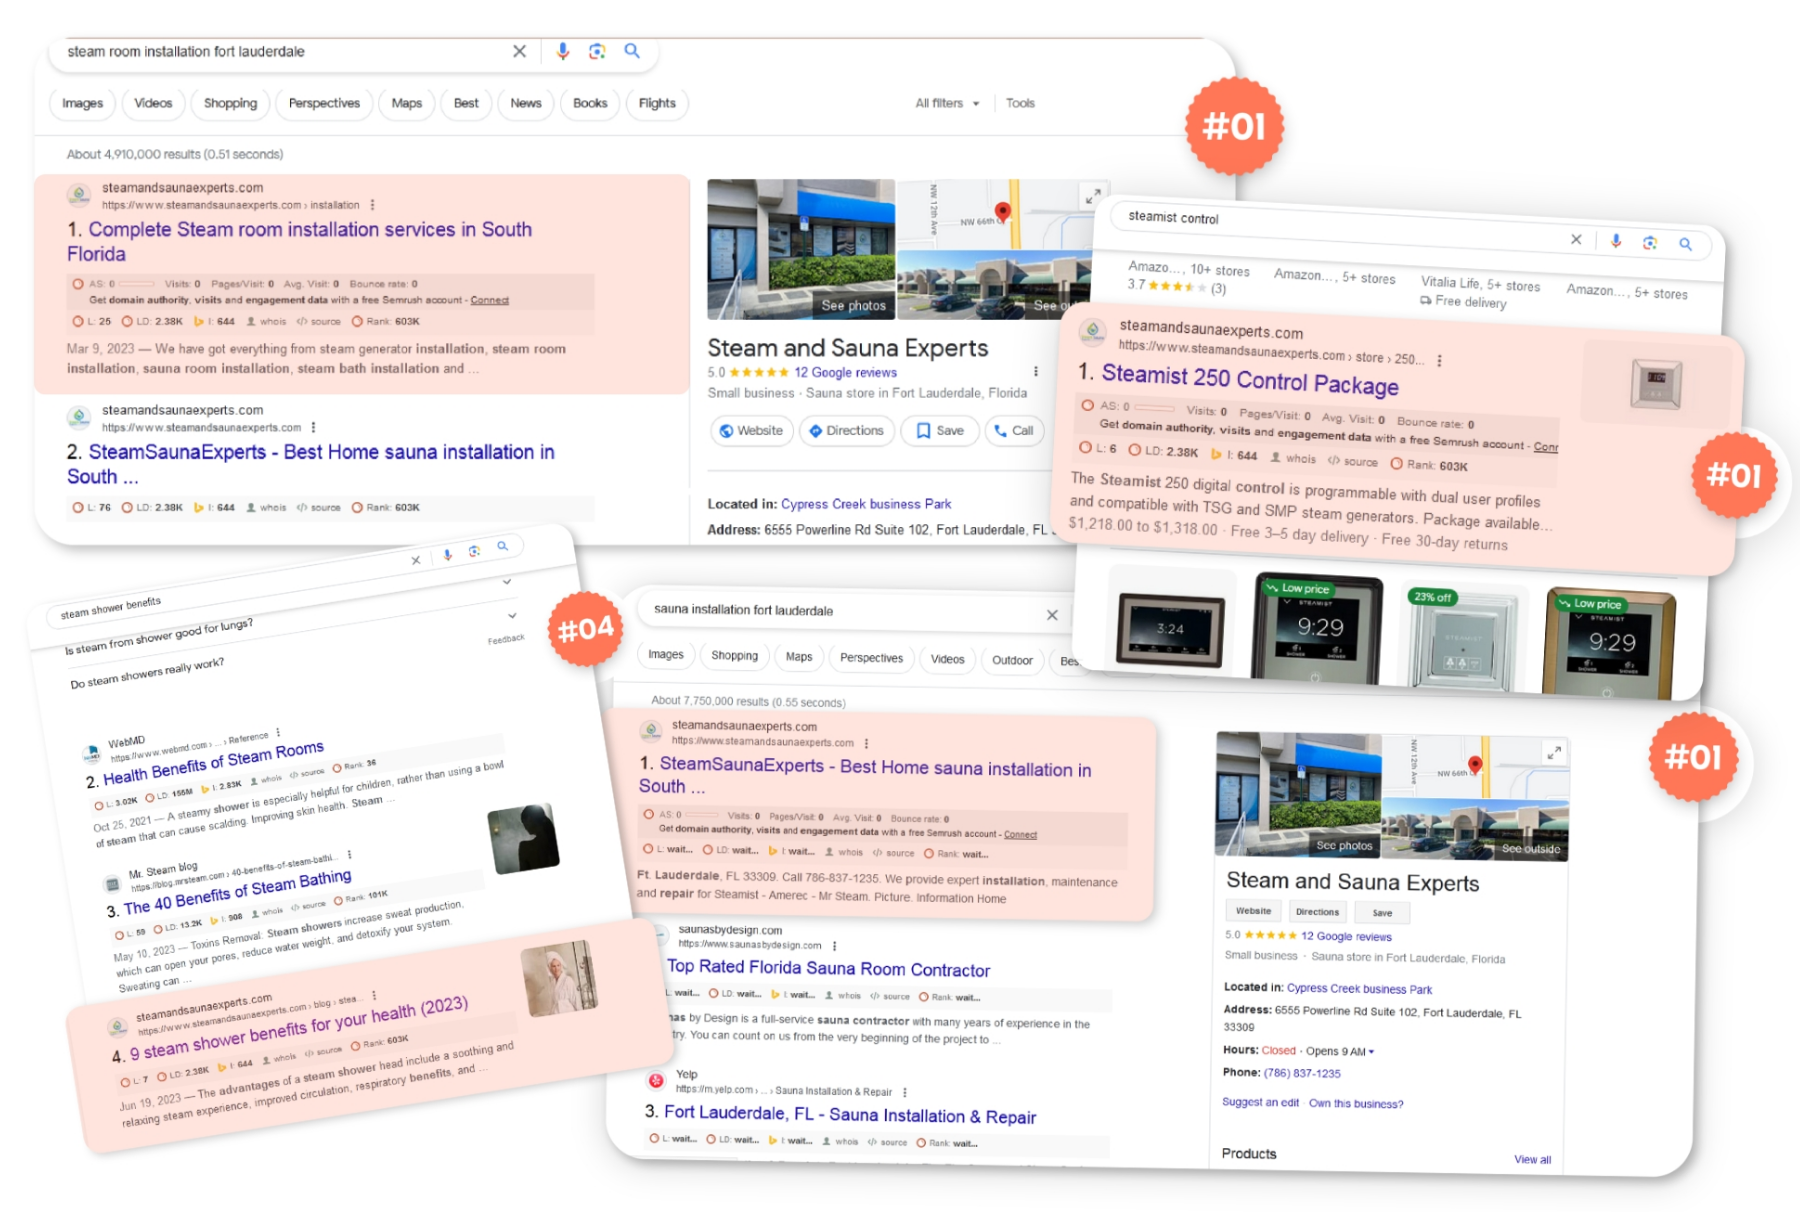 steam room installation fort lauderdale
Images Videos Shopping Perspectives Maps Best News Books Flights
All filters Tools
About 4,910,000 results (0.51 seconds)
steamandsaunaexperts.com
https://www.steamandsaunaexperts.com › installation
1. Complete Steam room installation services in South
Florida
AS: 0 Visits: 0 Pages/Visit: 0 Avg. Visit: 0 Bounce rate: 0
Get domain authority, visits and engagement data with a free Semrush account - Connect
L: 25 LD: 2.38K I: 644 whois source Rank: 603K
Mar 9, 2023 — We have got everything from steam generator installation, steam room
installation, sauna room installation, steam bath installation and ...
steamandsaunaexperts.com
https://www.steamandsaunaexperts.com
2. SteamSaunaExperts - Best Home sauna installation in
South ...
L: 76 LD: 2.38K I: 644 whois source Rank: 603K
NW 12th Ave
NW 66th
See photos
See ou
Steam and Sauna Experts
5.0 12 Google reviews
Small business · Sauna store in Fort Lauderdale, Florida
Website Directions Save Call
Located in: Cypress Creek business Park
Address: 6555 Powerline Rd Suite 102, Fort Lauderdale, FL
#01
steamist control
Amazo..., 10+ stores
3.7 (3)
Amazon..., 5+ stores
Vitalia Life, 5+ stores
Free delivery
Amazon..., 5+ stores
steamandsaunaexperts.com
https://www.steamandsaunaexperts.com › store › 250...
1. Steamist 250 Control Package
AS: 0 Visits: 0 Pages/Visit: 0 Avg. Visit: 0 Bounce rate: 0
Get domain authority, visits and engagement data with a free Semrush account - Conr
L: 6 LD: 2.38K I: 644 whois source Rank: 603K
The Steamist 250 digital control is programmable with dual user profiles
and compatible with TSG and SMP steam generators. Package available...
$1,218.00 to $1,318.00 · Free 3–5 day delivery · Free 30-day returns
#01
3:24
Low price
STEAMIST
9:29
23% off
STEAMIST
Low price
STEAMIST
9:29
steam shower benefits
Is steam from shower good for lungs?
Do steam showers really work?
Feedback
#04
WebMD
https://www.webmd.com › ... › Reference
2. Health Benefits of Steam Rooms
L: 3.02K LD: 155M I: 2.83K whois source Rank: 36
Oct 25, 2021 — A steamy shower is especially helpful for children, rather than using a bowl
of steam that can cause scalding. Improving skin health. Steam ...
Mr. Steam blog
https://blog.mrsteam.com › 40-benefits-of-steam-bathi...
3. The 40 Benefits of Steam Bathing
L: 59 LD: 13.2K I: 908 whois source Rank: 101K
May 10, 2023 — Toxins Removal: Steam showers increase sweat production,
which can open your pores, reduce water weight, and detoxify your system.
Sweating can ...
steamandsaunaexperts.com
https://www.steamandsaunaexperts.com › blog › stea...
4. 9 steam shower benefits for your health (2023)
L: 7 LD: 2.38K I: 644 whois source Rank: 603K
Jun 19, 2023 — The advantages of a steam shower head include a soothing and
relaxing steam experience, improved circulation, respiratory benefits, and ...
sauna installation fort lauderdale
Images Shopping Maps Perspectives Videos Outdoor Bes
About 7,750,000 results (0.55 seconds)
steamandsaunaexperts.com
https://www.steamandsaunaexperts.com
1. SteamSaunaExperts - Best Home sauna installation in
South ...
AS: 0 Visits: 0 Pages/Visit: 0 Avg. Visit: 0 Bounce rate: 0
Get domain authority, visits and engagement data with a free Semrush account - Connect
L: wait... LD: wait... I: wait... whois source Rank: wait...
Ft. Lauderdale, FL 33309. Call 786-837-1235. We provide expert installation, maintenance
and repair for Steamist - Amerec - Mr Steam. Picture. Information Home
saunasbydesign.com
https://www.saunasbydesign.com
Top Rated Florida Sauna Room Contractor
L: wait... LD: wait... I: wait... whois source Rank: wait...
nas by Design is a full-service sauna contractor with many years of experience in the
try. You can count on us from the very beginning of the project to ...
Yelp
https://m.yelp.com › ... › Sauna Installation & Repair
3. Fort Lauderdale, FL - Sauna Installation & Repair
L: wait... LD: wait... I: wait... whois source Rank: wait...
#01
NW 12th Ave
NW 66th
See photos
See outside
Steam and Sauna Experts
Website Directions Save
5.0 12 Google reviews
Small business · Sauna store in Fort Lauderdale, Florida
Located in: Cypress Creek business Park
Address: 6555 Powerline Rd Suite 102, Fort Lauderdale, FL
33309
Hours: Closed · Opens 9 AM
Phone: (786) 837-1235
Suggest an edit · Own this business?
Products
View all